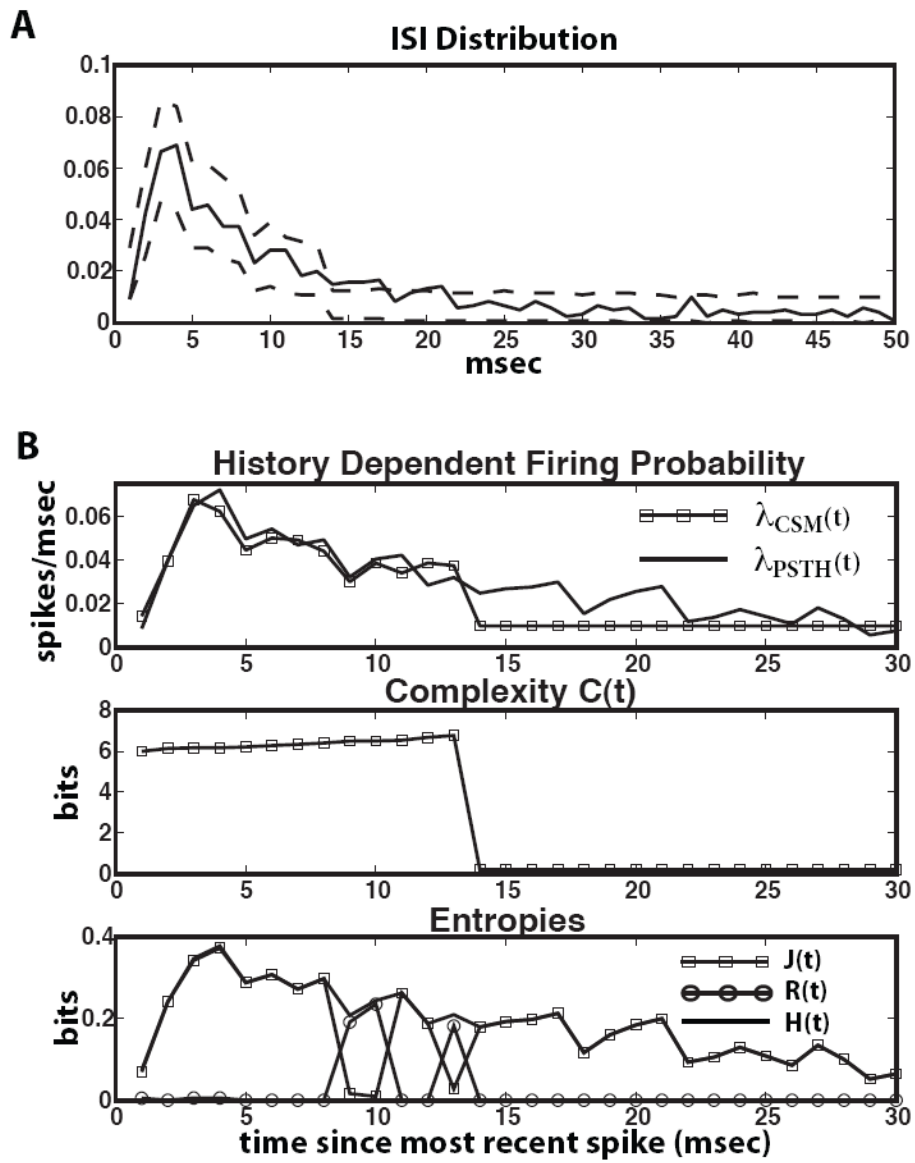 A
ISI Distribution
0.1
0.08
0.06
0.04
0.02
0
0 5 10 15 20 25 30 35 40 45 50
msec
B
History Dependent Firing Probability
spikes/msec
0.06
0.04
0.02
0
λCSM(t)
λPSTH(t)
0 5 10 15 20 25 30
Complexity C(t)
bits
8
6
4
2
0
0 5 10 15 20 25 30
Entropies
bits
0.4
0.2
0
J(t)
R(t)
H(t)
0 5 10 15 20 25 30
time since most recent spike (msec)